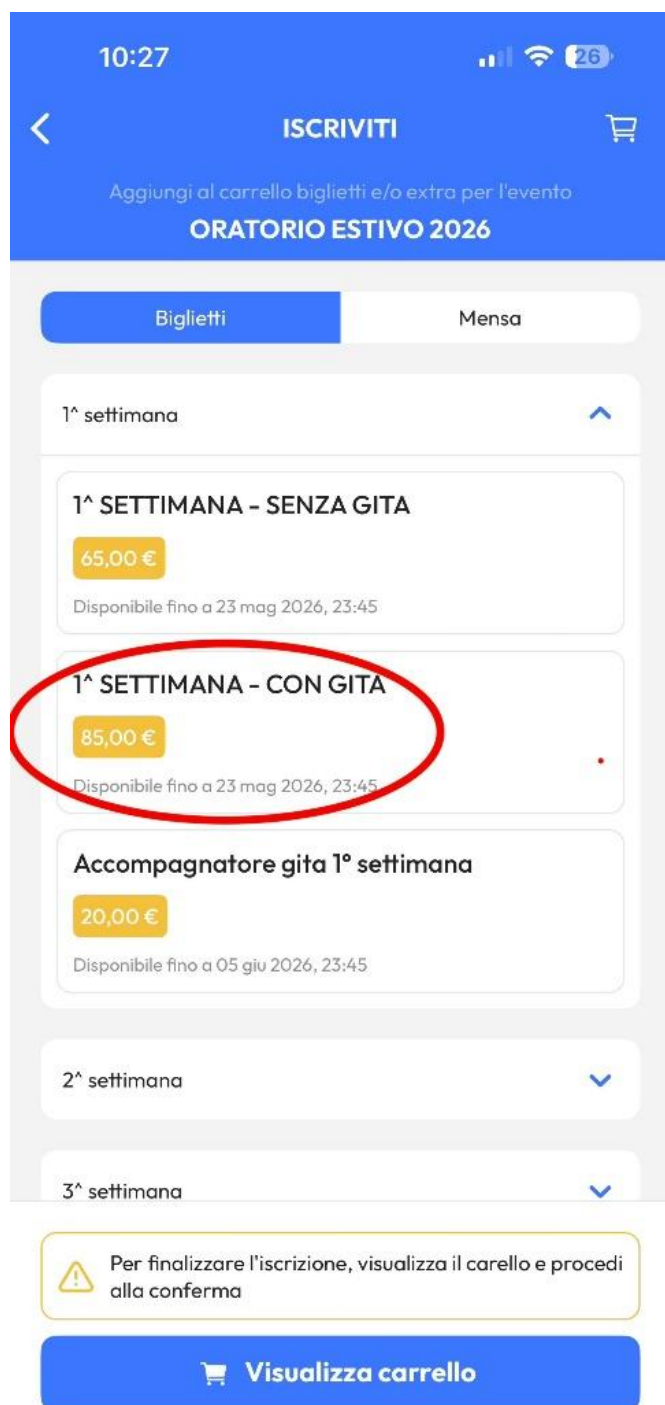 10:27
26
ISCRIVITI
Aggiungi al carrello biglietti e/o extra per l'evento
ORATORIO ESTIVO 2026
Biglietti
Mensa
1^ settimana
1^ SETTIMANA - SENZA GITA
65,00 €
Disponibile fino a 23 mag 2026, 23:45
1^ SETTIMANA - CON GITA
85,00 €
Disponibile fino a 23 mag 2026, 23:45
Accompagnatore gita 1° settimana
20,00 €
Disponibile fino a 05 giu 2026, 23:45
2^ settimana
3^ settimana
Per finalizzare l'iscrizione, visualizza il carello e procedi
alla conferma
Visualizza carrello